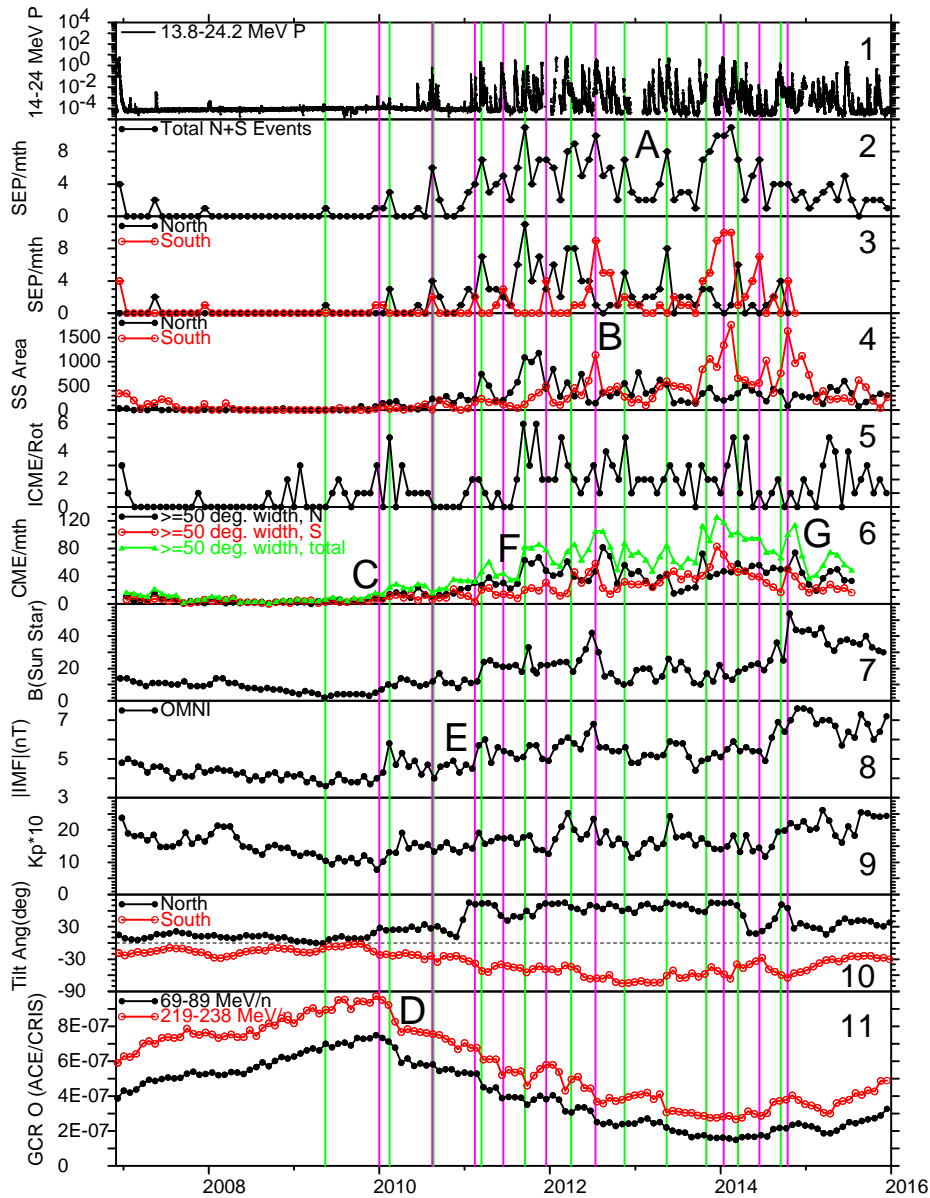 10^4
10^2
10^0
10^-2
10^-4
14-24 MeV P
13.8-24.2 MeV P
1
8
4
0
SEP/mth
Total N+S Events
A
2
8
4
0
SEP/mth
North
South
3
1500
1000
500
0
SS Area
North
South
B
4
6
4
2
0
ICME/Rot
5
120
80
40
0
CME/mth
>=50 deg. width, N
>=50 deg. width, S
>=50 deg. width, total
C
F
G
6
40
20
0
B(Sun Star)
7
7
5
3
|IMF|(nT)
OMNI
E
8
20
10
0
Kp*10
9
30
-30
-90
Tilt Ang(deg)
North
South
10
8E-07
6E-07
4E-07
2E-07
0
GCR O (ACE/CRIS)
69-89 MeV/n
219-238 MeV/n
D
11
2008 2010 2012 2014 2016